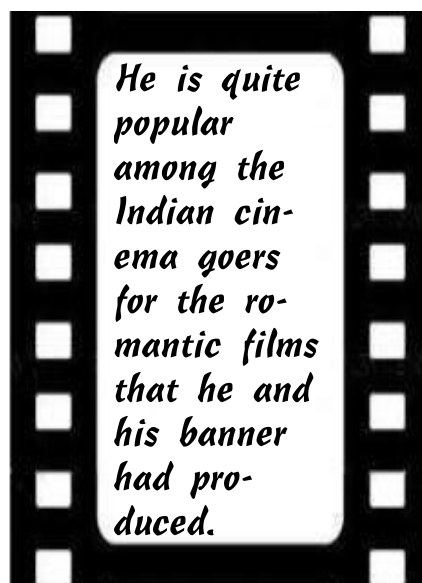 He is quite
popular
among the
Indian cin-
ema goers
for the ro-
mantic films
that he and
his banner
had pro-
duced.